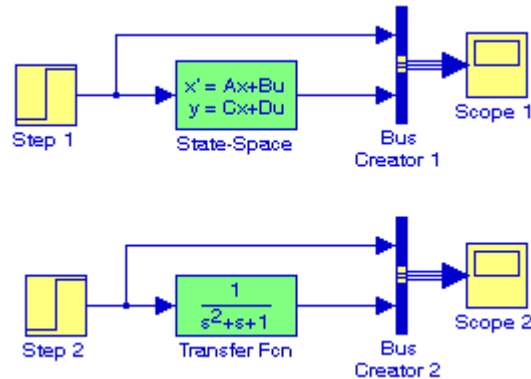 x' = Ax+Bu
y = Cx+Du
Step 1
State-Space
Bus
Creator 1
Scope 1
1
s²+s+1
Step 2
Transfer Fcn
Bus
Creator 2
Scope 2